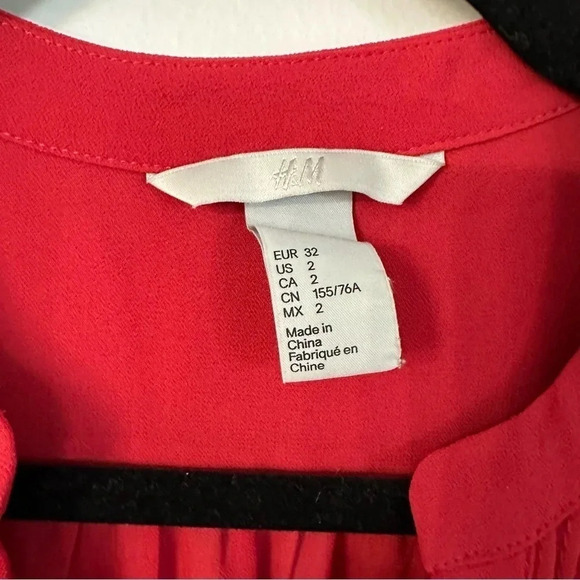 H&M
EUR 32
US 2
CA 2
CN 155/76A
MX 2
Made in
China
Fabriqué en
Chine